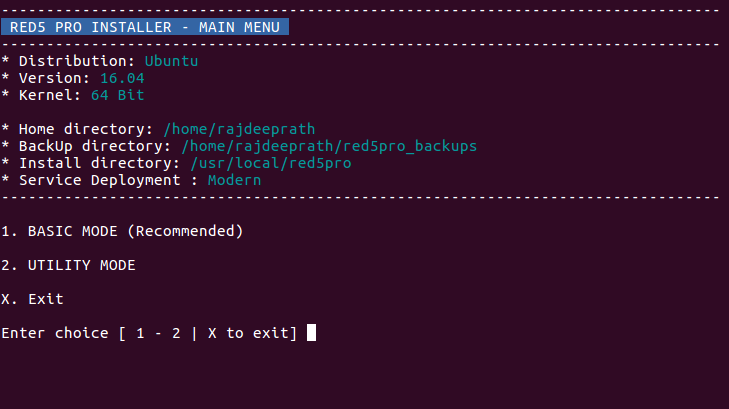 --------------------------------------------------------------------------------
RED5 PRO INSTALLER - MAIN MENU
--------------------------------------------------------------------------------
* Distribution: Ubuntu
* Version: 16.04
* Kernel: 64 Bit
* Home directory: /home/rajdeeprath
* BackUp directory: /home/rajdeeprath/red5pro_backups
* Install directory: /usr/local/red5pro
* Service Deployment : Modern
--------------------------------------------------------------------------------
1. BASIC MODE (Recommended)
2. UTILITY MODE
X. Exit
Enter choice [ 1 - 2 | X to exit]